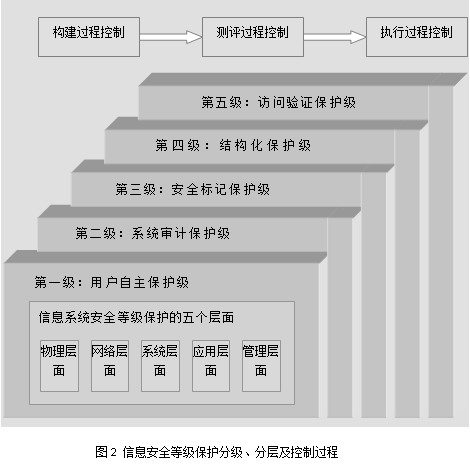 构建过程控制 测评过程控制 执行过程控制
第五级：访问验证保护级
第四级：结构化保护级
第三级：安全标记保护级
第二级：系统审计保护级
第一级：用户自主保护级
信息系统安全等级保护的五个层面
物理层面 网络层面 系统层面 应用层面 管理层面
图2 信息安全等级保护分级、分层及控制过程